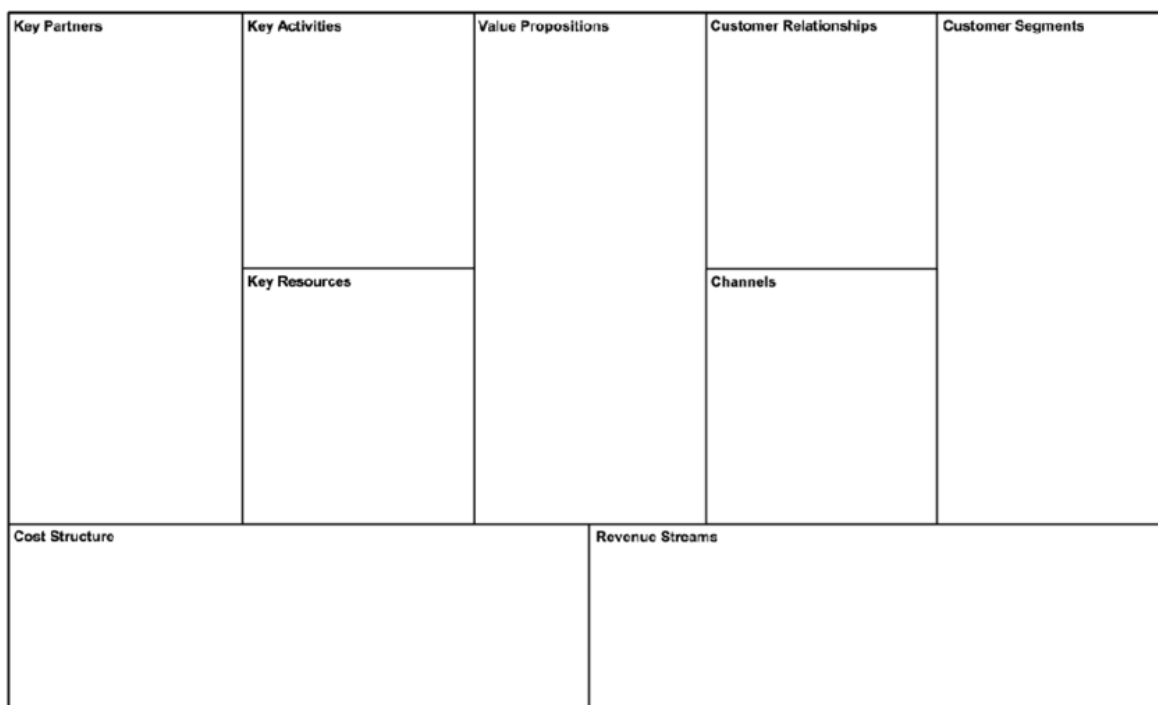 Key Partners
Key Activities
Value Propositions
Customer Relationships
Customer Segments
Key Resources
Channels
Cost Structure
Revenue Streams